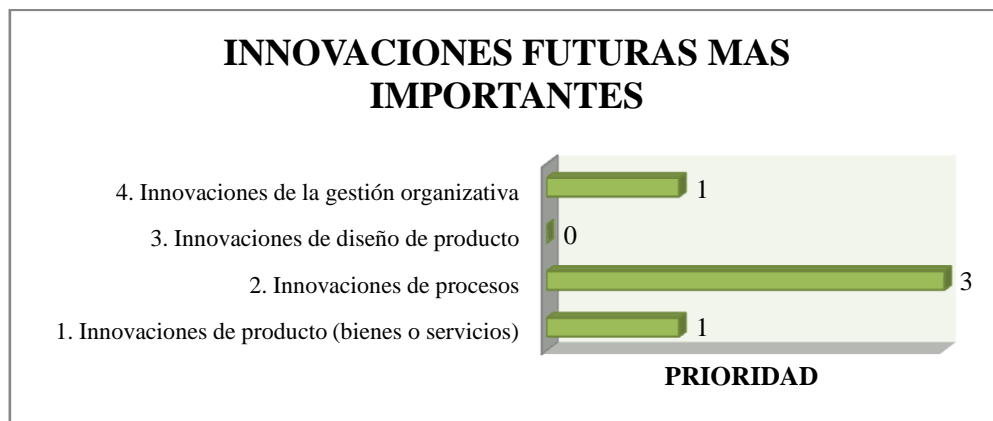 INNOVACIONES FUTURAS MAS
IMPORTANTES
4. Innovaciones de la gestión organizativa
1
3. Innovaciones de diseño de producto
0
2. Innovaciones de procesos
3
1. Innovaciones de producto (bienes o servicios)
1
PRIORIDAD